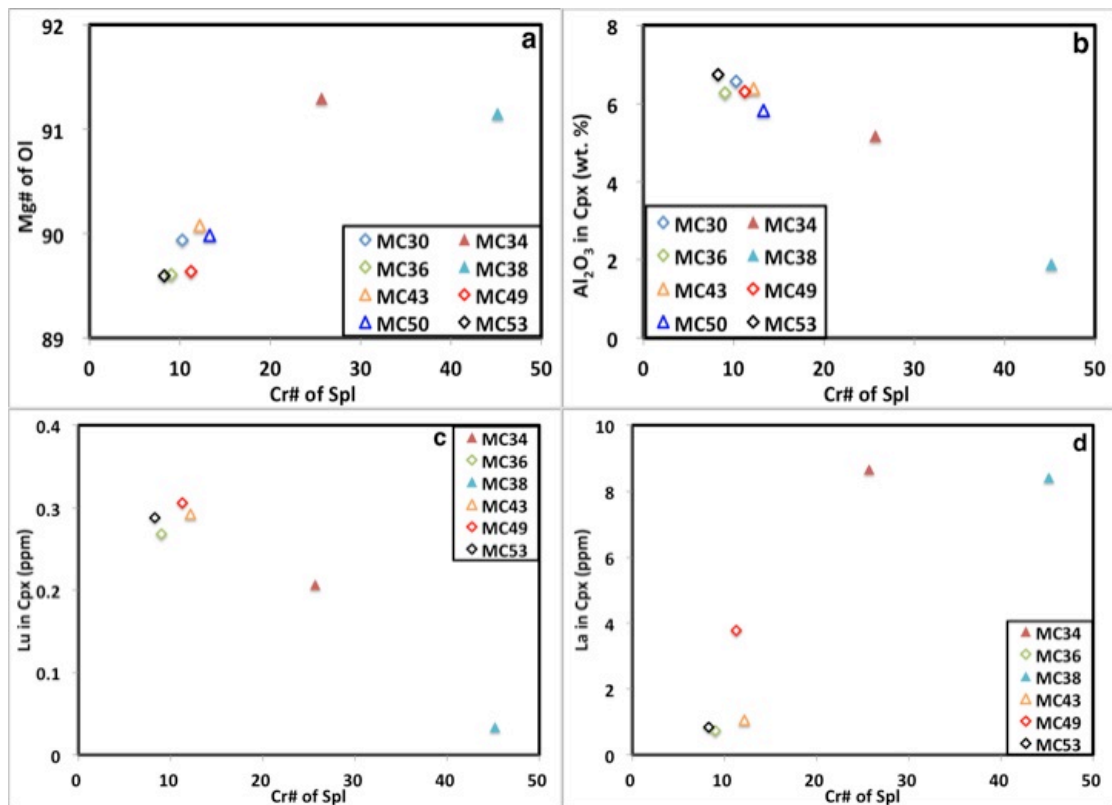 a
92
91
90
89
Mg# of Ol
MC30 MC34
MC36 MC38
MC43 MC49
MC50 MC53
0 10 20 30 40 50
Cr# of Spl
b
8
6
4
2
0
Al₂O₃ in Cpx (wt. %)
MC30 MC34
MC36 MC38
MC43 MC49
MC50 MC53
0 10 20 30 40 50
Cr# of Spl
c
0.4
0.3
0.2
0.1
0
Lu in Cpx (ppm)
MC34
MC36
MC38
MC43
MC49
MC53
0 10 20 30 40 50
Cr# of Spl
d
10
8
6
4
2
0
La in Cpx (ppm)
MC34
MC36
MC38
MC43
MC49
MC53
0 10 20 30 40 50
Cr# of Spl